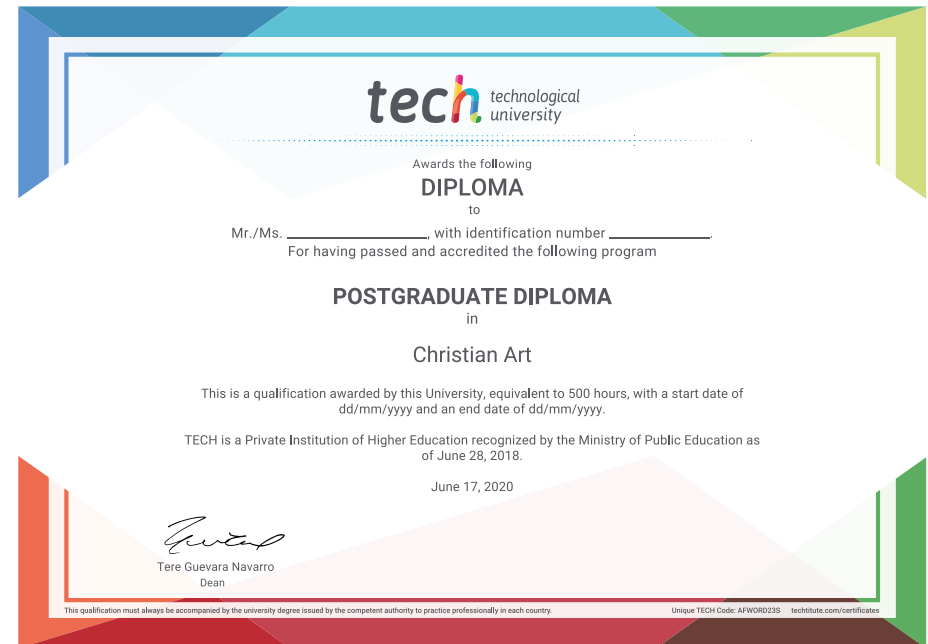 tech technological
university
Awards the following
DIPLOMA
to
Mr./Ms. ____________, with identification number ____________.
For having passed and accredited the following program
POSTGRADUATE DIPLOMA
in
Christian Art
This is a qualification awarded by this University, equivalent to 500 hours, with a start date of
dd/mm/yyyy and an end date of dd/mm/yyyy.
TECH is a Private Institution of Higher Education recognized by the Ministry of Public Education as
of June 28, 2018.
June 17, 2020
Tere Guevara Navarro
Dean
This qualification must always be accompanied by the university degree issued by the competent authority to practice professionally in each country.
Unique TECH Code: AFWORD23S techtitute.com/certificates